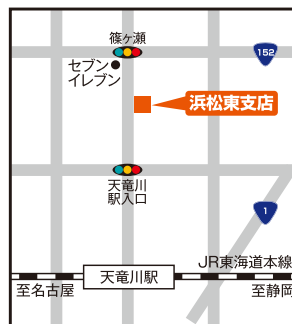 篠ヶ瀬
152
セブン
イレブン
浜松東支店
天竜川
駅入口
1
JR東海道本線
天竜川駅
至名古屋
至静岡